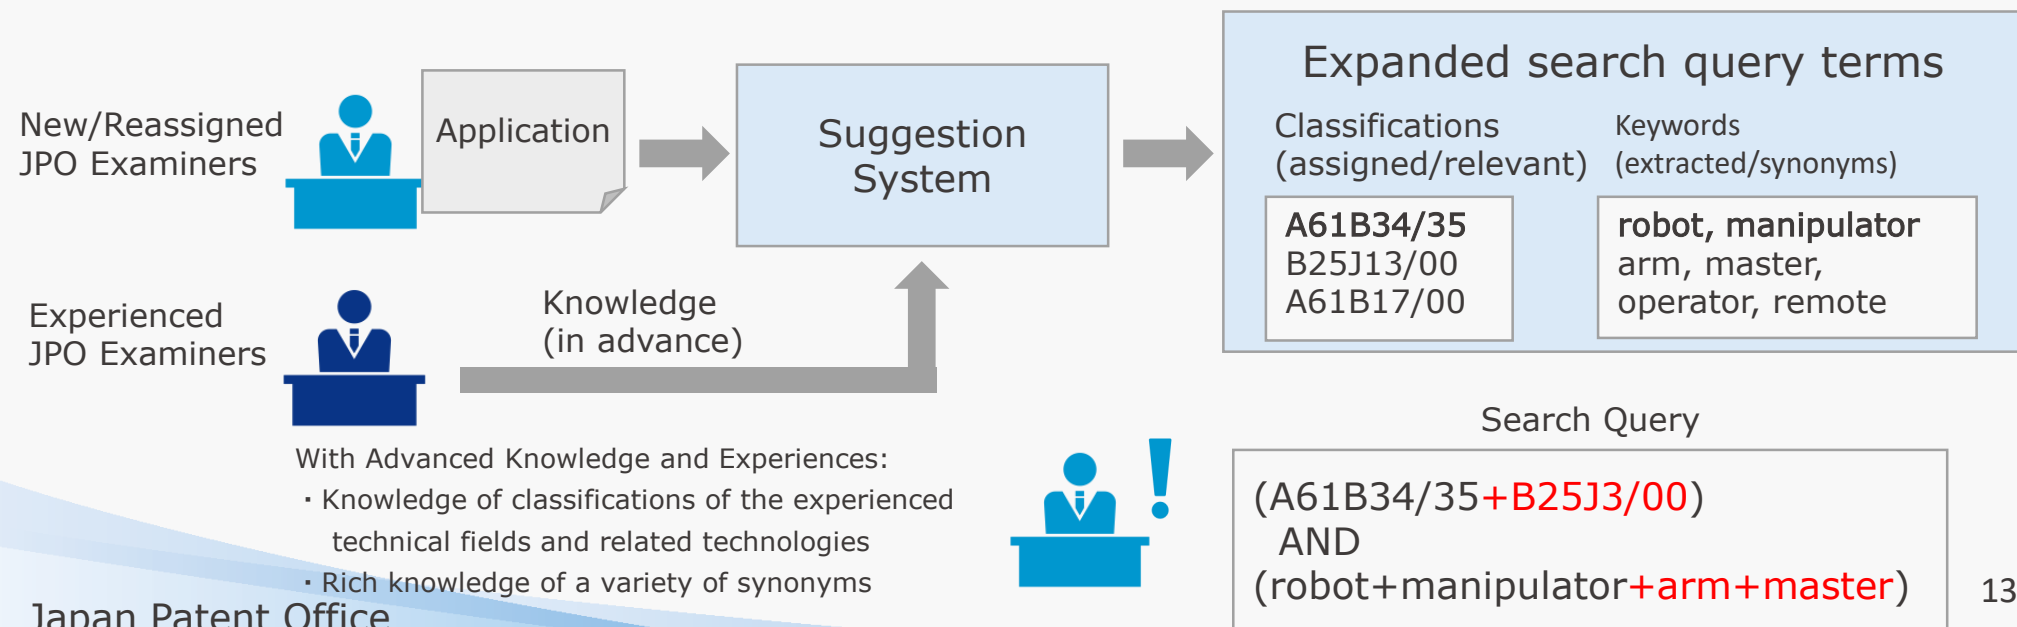 New/Reassigned
JPO Examiners
Application
Suggestion
System
Expanded search query terms
Classifications
(assigned/relevant)
Keywords
(extracted/synonyms)
A61B34/35
B25J13/00
A61B17/00
robot, manipulator
arm, master,
operator, remote
Experienced
JPO Examiners
Knowledge
(in advance)
With Advanced Knowledge and Experiences:
・Knowledge of classifications of the experienced
technical fields and related technologies
・Rich knowledge of a variety of synonyms
Search Query
(A61B34/35+B25J3/00)
AND
(robot+manipulator+arm+master)
Japan Patent Office
13